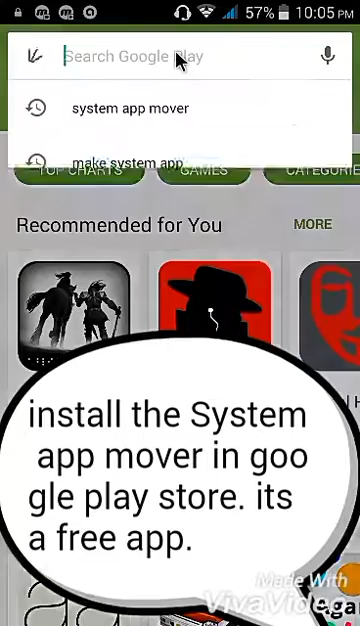 57% 10:05 PM
Search Google Play
system app mover
make system app
TOP CHARTS GAMES CATEGORIE
Recommended for You MORE
install the System
app mover in goo
gle play store. its
a free app.
Made With
VivaVideo
Agar